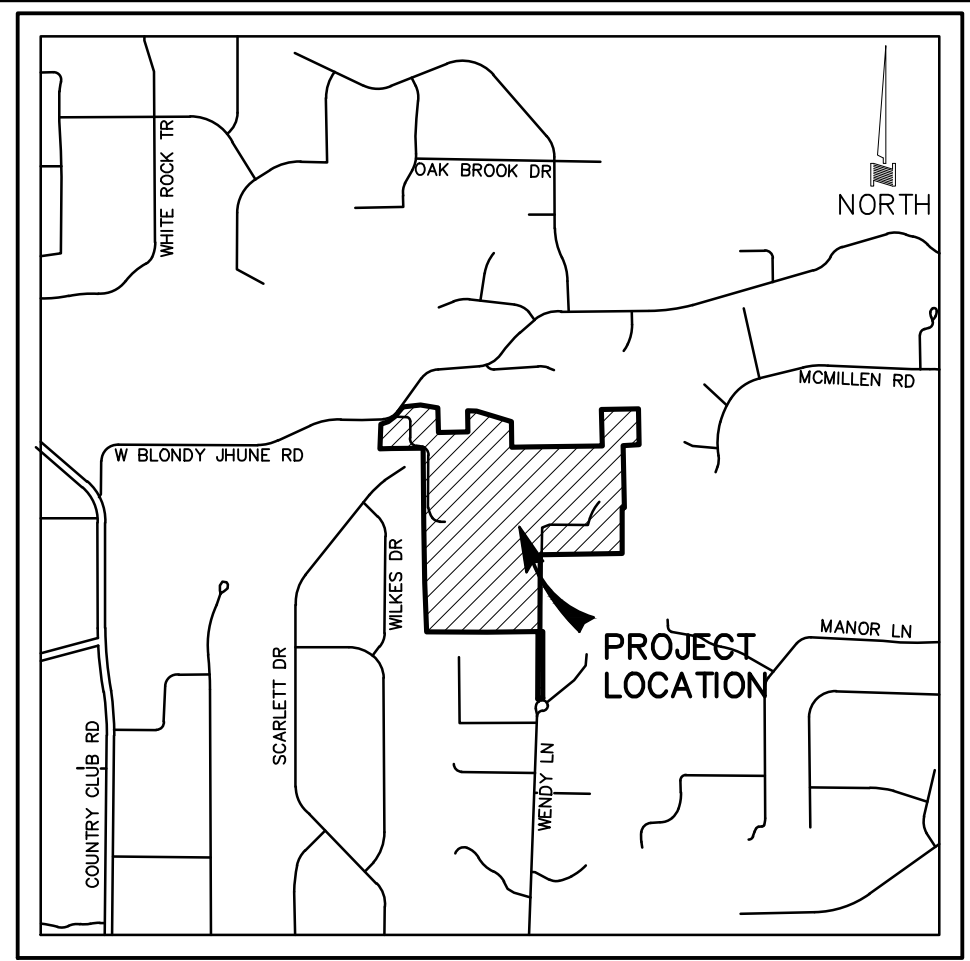 WHITE ROCK TR
OAK BROOK DR
N
NORTH
MCMILLEN RD
W BLONDY JHUNE RD
WILKES DR
MANOR LN
PROJECT
LOCATION
SCARLETT DR
COUNTRY CLUB RD
WENDY LN